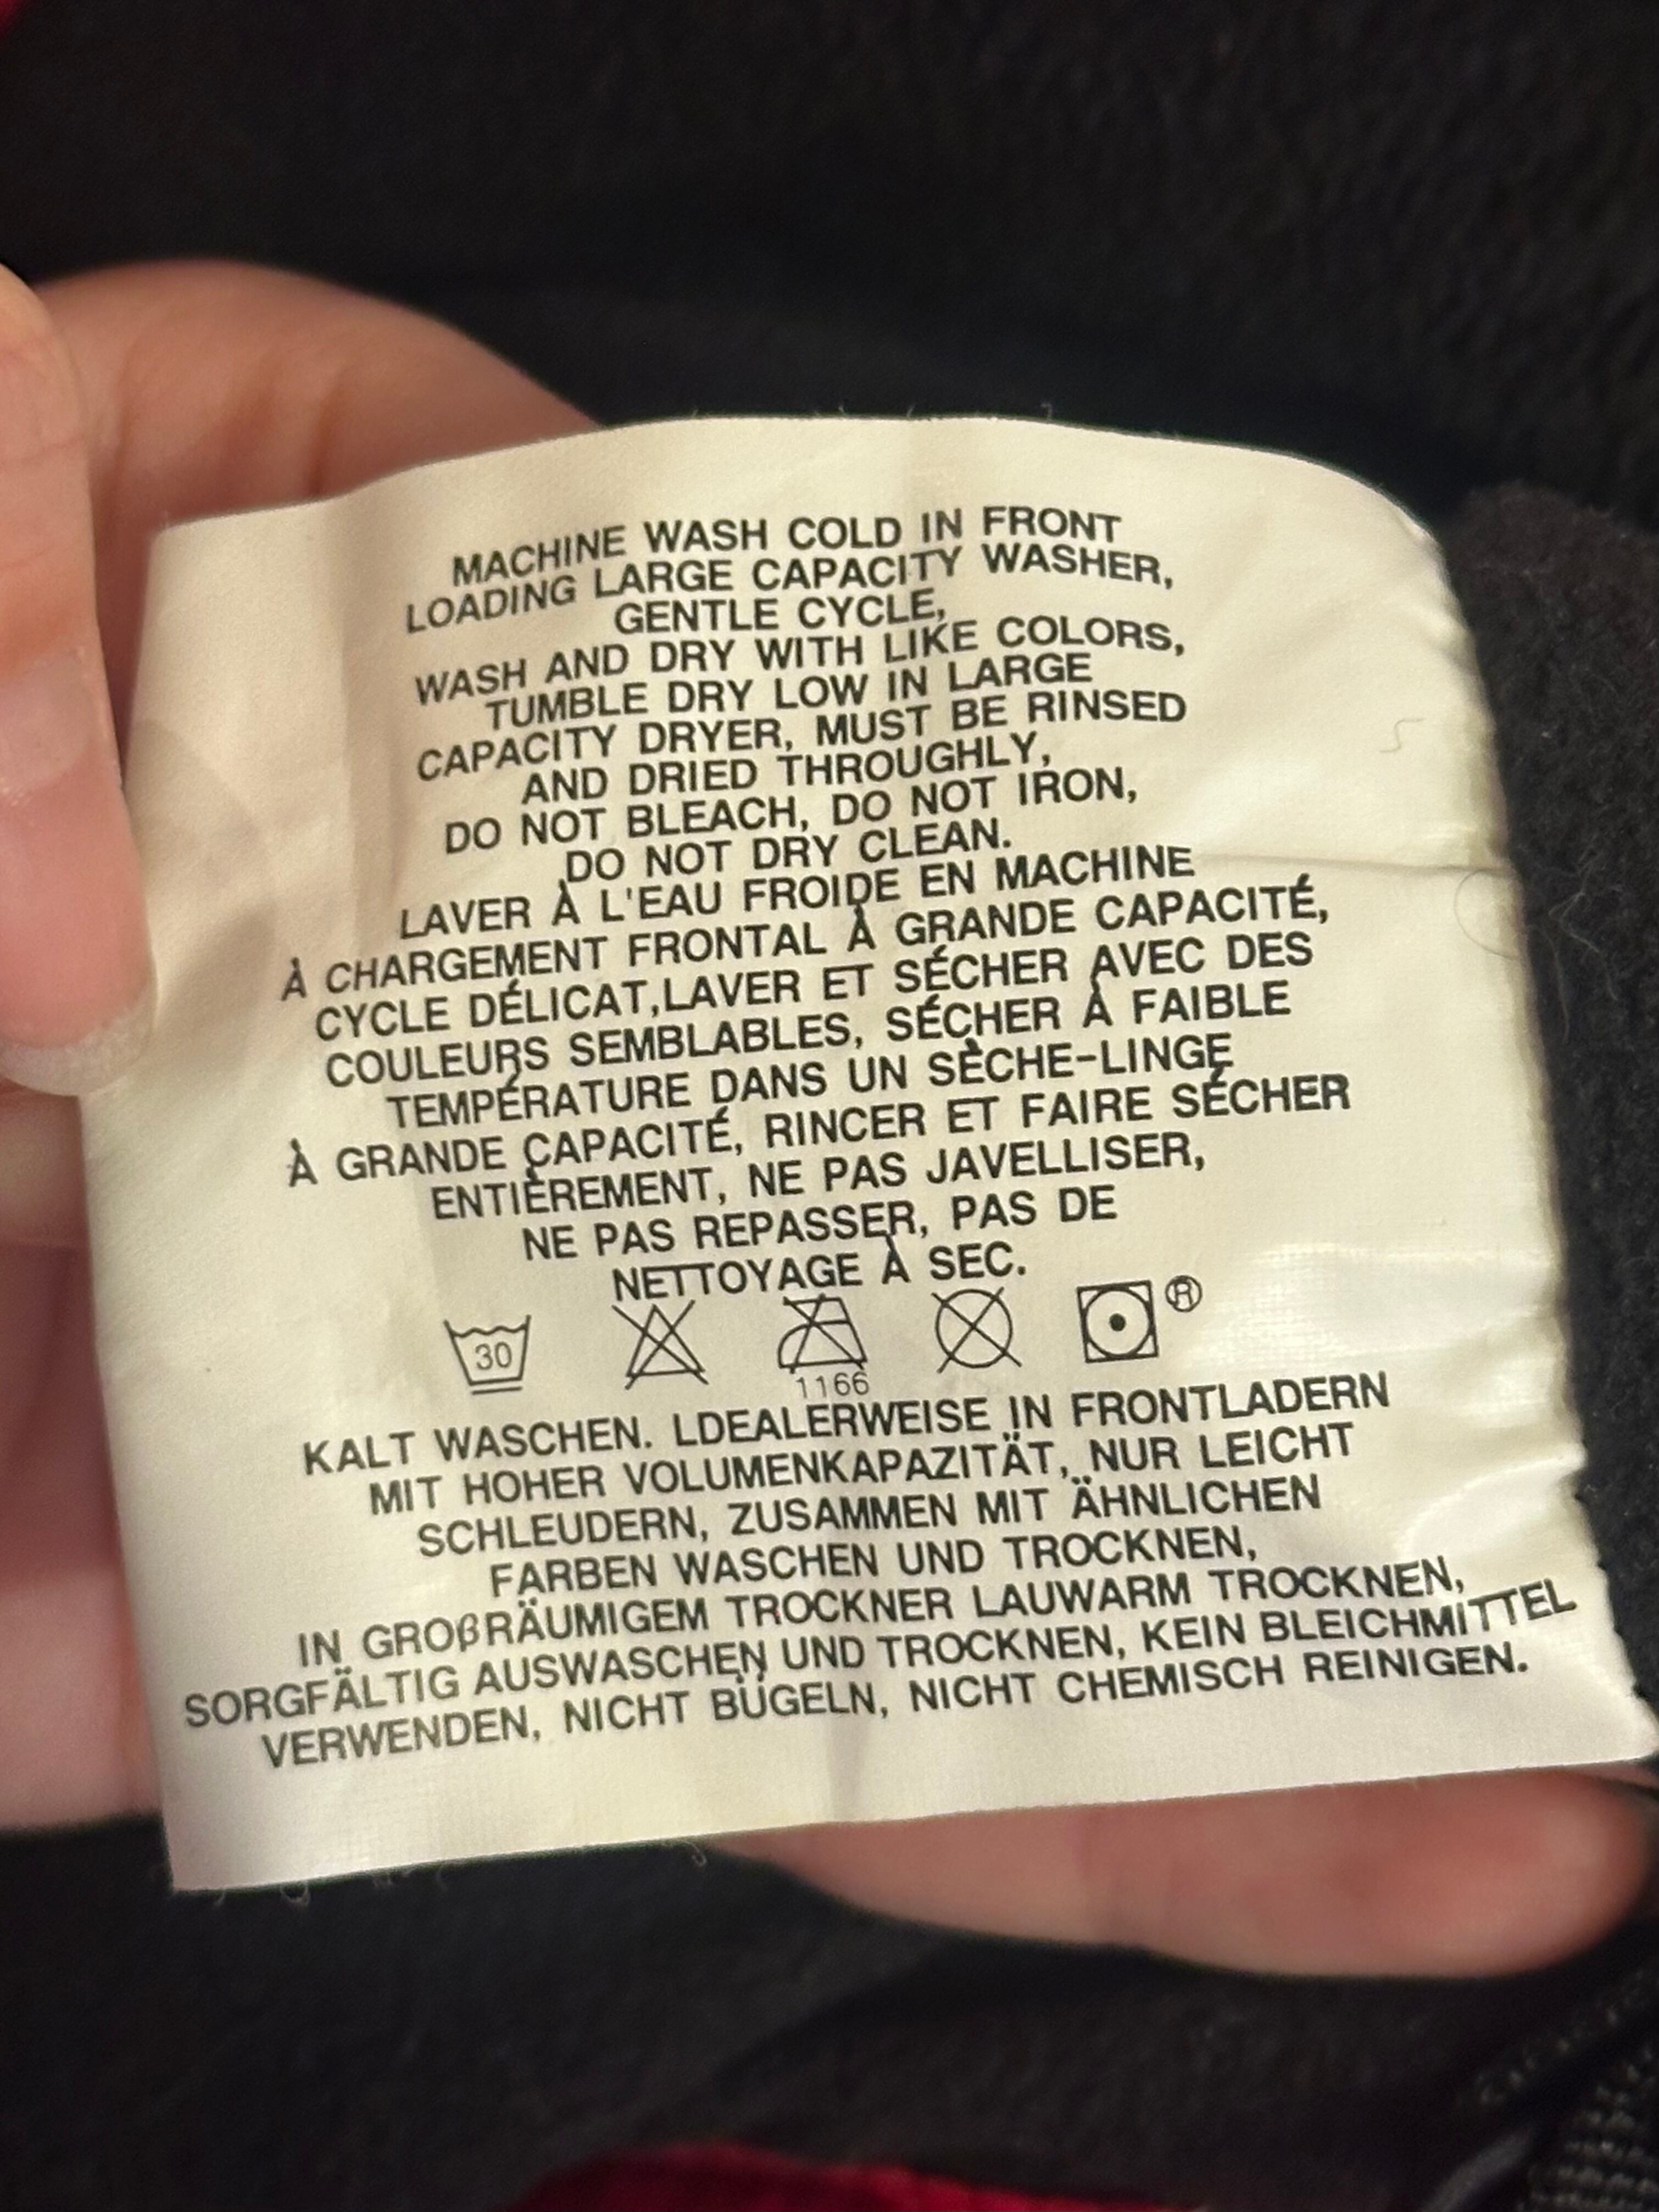 MACHINE WASH COLD IN FRONT
LOADING LARGE CAPACITY WASHER,
GENTLE CYCLE,
WASH AND DRY WITH LIKE COLORS,
TUMBLE DRY LOW IN LARGE
CAPACITY DRYER, MUST BE RINSED
AND DRIED THROUGHLY,
DO NOT BLEACH, DO NOT IRON,
DO NOT DRY CLEAN.
LAVER À L'EAU FROIDE EN MACHINE
À CHARGEMENT FRONTAL À GRANDE CAPACITÉ,
CYCLE DÉLICAT,LAVER ET SÉCHER AVEC DES
COULEURS SEMBLABLES, SÉCHER À FAIBLE
TEMPÉRATURE DANS UN SÈCHE-LINGE
À GRANDE CAPACITÉ, RINCER ET FAIRE SÉCHER
ENTIÈREMENT, NE PAS JAVELLISER,
NE PAS REPASSER, PAS DE
NETTOYAGE À SEC.
30 ®
1166
KALT WASCHEN. LDEALERWEISE IN FRONTLADERN
MIT HOHER VOLUMENKAPAZITÄT, NUR LEICHT
SCHLEUDERN, ZUSAMMEN MIT ÄHNLICHEN
FARBEN WASCHEN UND TROCKNEN,
IN GROßRÄUMIGEM TROCKNER LAUWARM TROCKNEN,
SORGFÄLTIG AUSWASCHEN UND TROCKNEN, KEIN BLEICHMITTEL
VERWENDEN, NICHT BÜGELN, NICHT CHEMISCH REINIGEN.